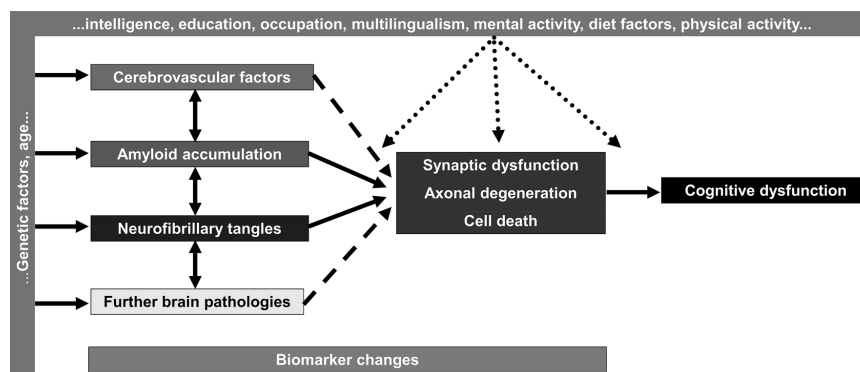 ...intelligence, education, occupation, multilingualism, mental activity, diet factors, physical activity...
...Genetic factors, age...
Cerebrovascular factors
Amyloid accumulation
Neurofibrillary tangles
Further brain pathologies
Synaptic dysfunction
Axonal degeneration
Cell death
Cognitive dysfunction
Biomarker changes